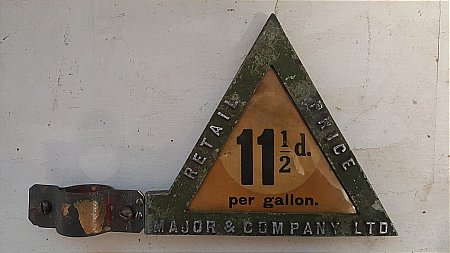 RETAIL PRICE
11½d.
per gallon.
MAJOR & COMPANY. LTD.